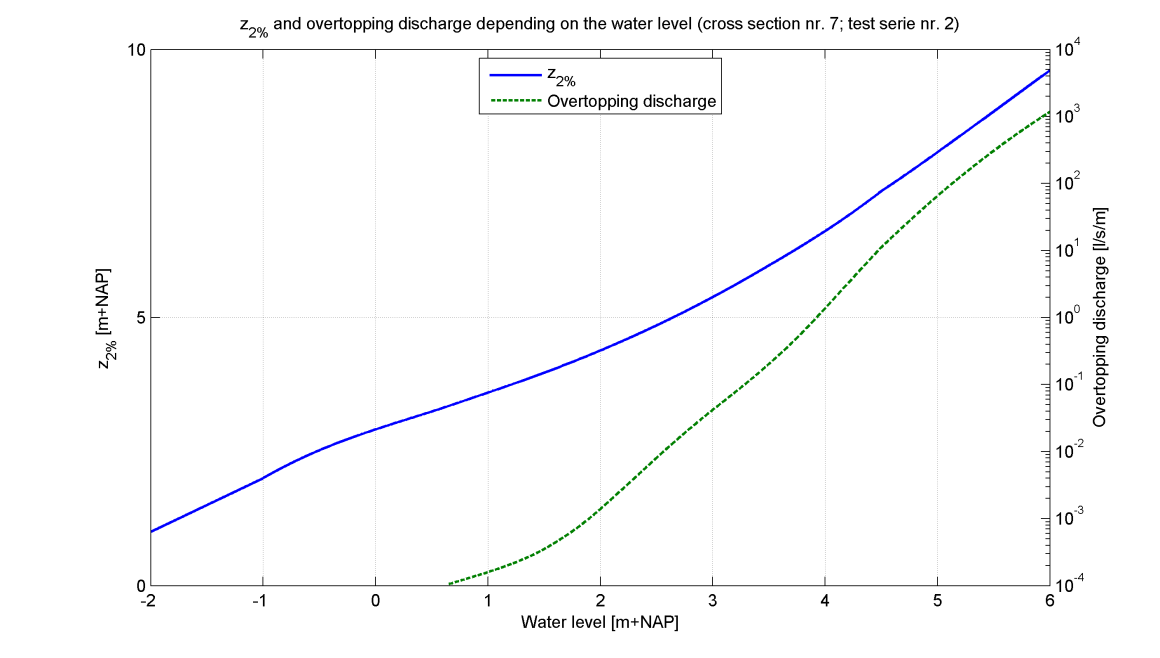 z2% and overtopping discharge depending on the water level (cross section nr. 7; test serie nr. 2)
z2%
Overtopping discharge
10
5
0
z2% [m+NAP]
10^4
10^3
10^2
10^1
10^0
10^-1
10^-2
10^-3
10^-4
Overtopping discharge [l/s/m]
-2 -1 0 1 2 3 4 5 6
Water level [m+NAP]